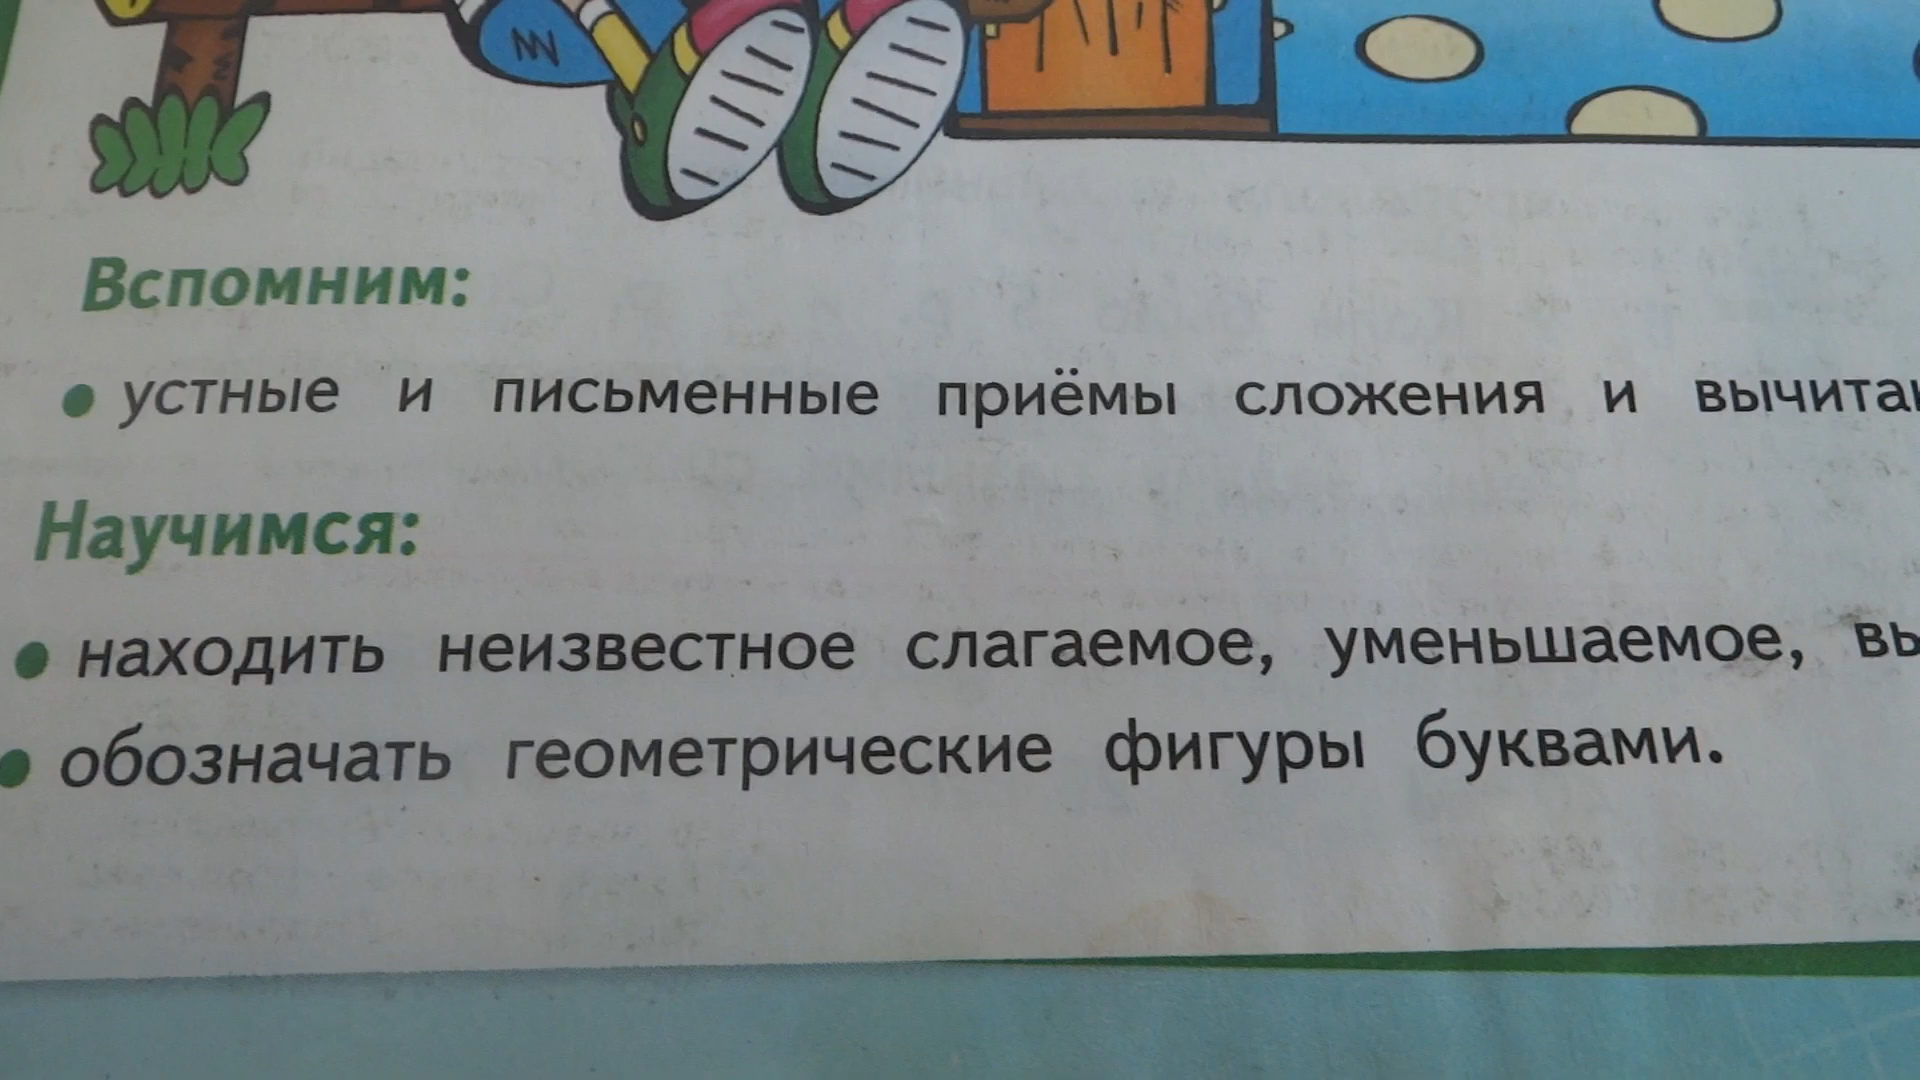 Вспомним:
• устные и письменные приёмы сложения и
Научимся:
• находить неизвестное слагаемое, уменьшаемое,
• обозначать геометрические фигуры буквами.